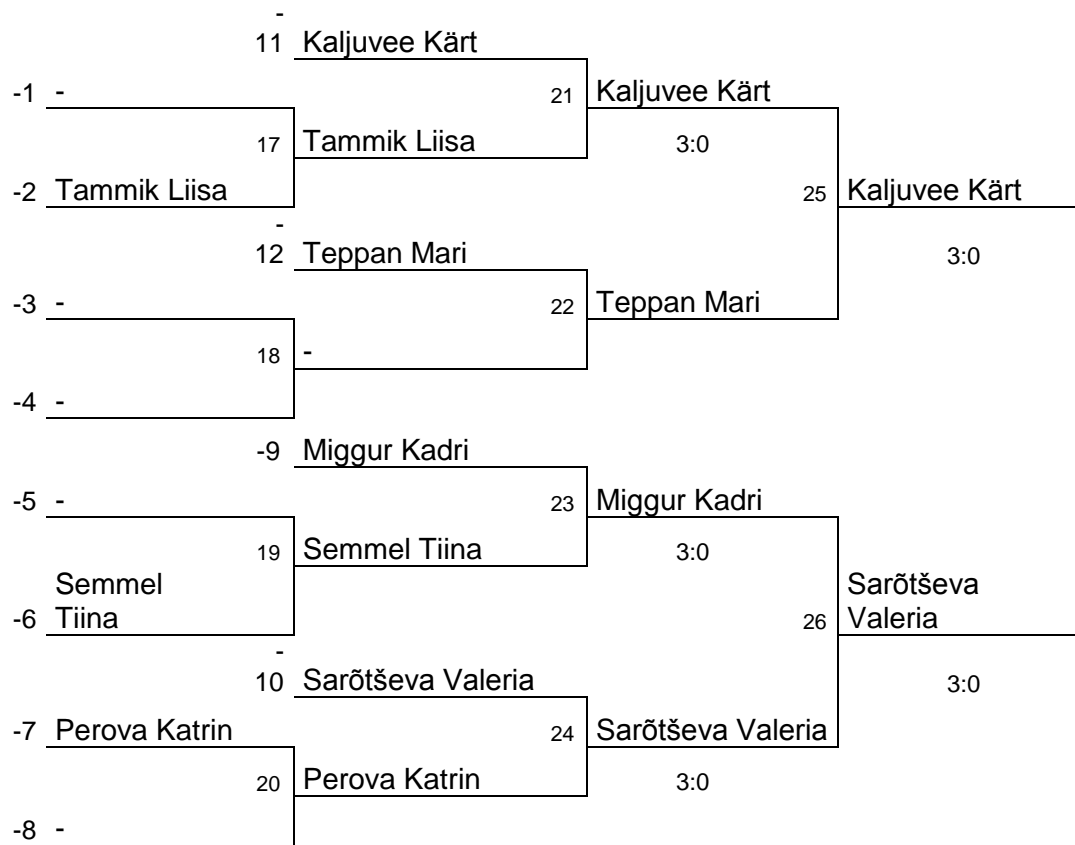 -
11 Kaljuvee Kärt
-1 - 21 Kaljuvee Kärt
17 Tammik Liisa 3:0
-2 Tammik Liisa 25 Kaljuvee Kärt
-
12 Teppan Mari 3:0
-3 - 22 Teppan Mari
18 -
-4 -
-9 Miggur Kadri
-5 - 23 Miggur Kadri
19 Semmel Tiina 3:0
Semmel Sarõtševa
-6 Tiina 26 Valeria
-
10 Sarõtševa Valeria 3:0
-7 Perova Katrin 24 Sarõtševa Valeria
20 Perova Katrin 3:0
-8 -